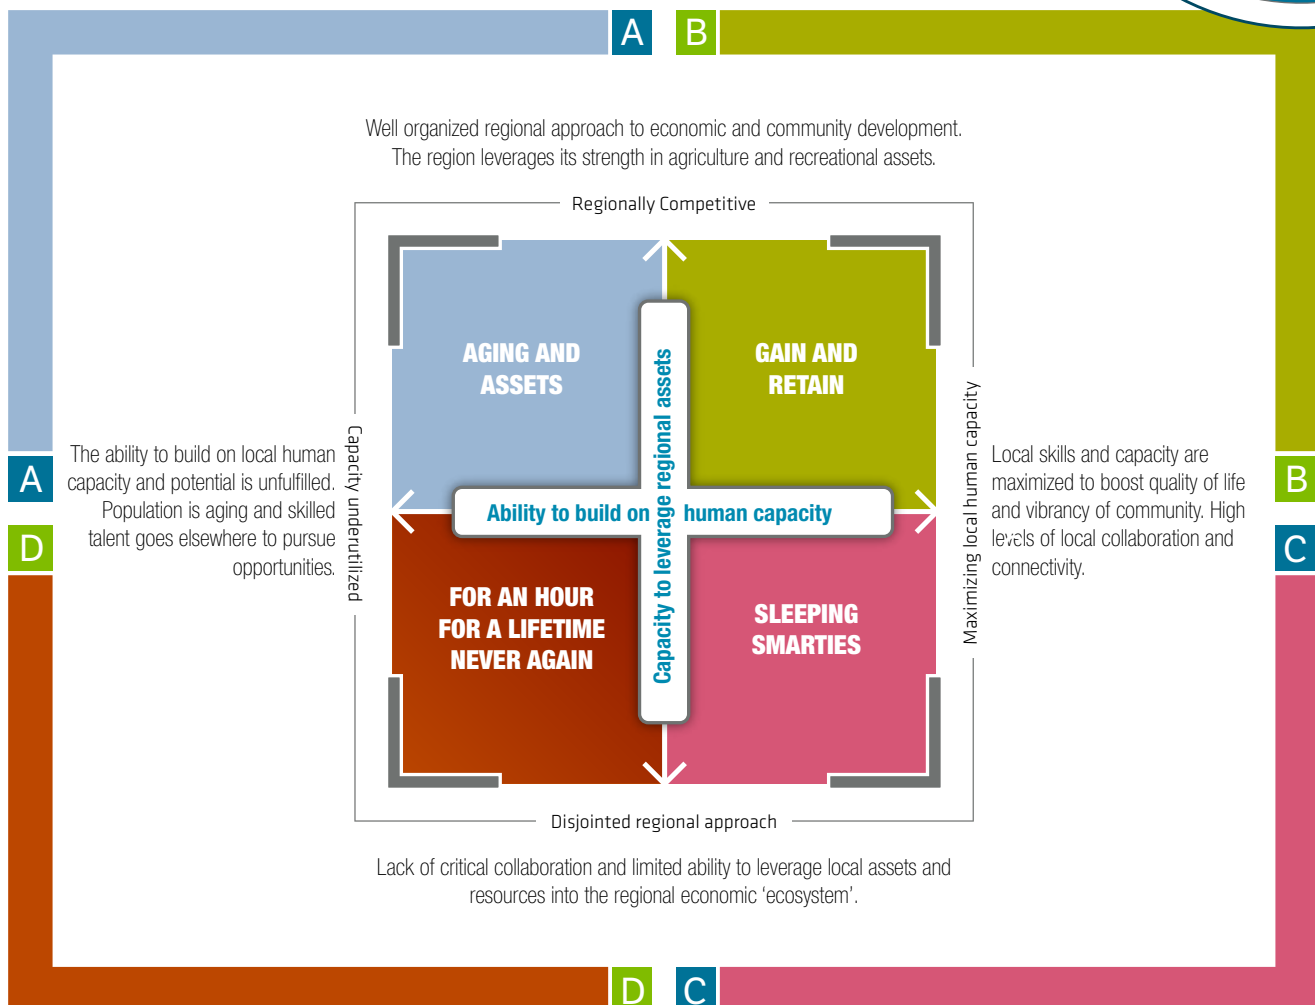 A B
Well organized regional approach to economic and community development.
The region leverages its strength in agriculture and recreational assets.
Regionally Competitive
AGING AND
ASSETS
GAIN AND
RETAIN
Capacity to leverage regional assets
Ability to build on human capacity
A
D
The ability to build on local human
capacity and potential is unfulfilled.
Population is aging and skilled
talent goes elsewhere to pursue
opportunities.
Capacity underutilized
Maximizing local human capacity
Local skills and capacity are
maximized to boost quality of life
and vibrancy of community. High
levels of local collaboration and
connectivity.
B
C
FOR AN HOUR
FOR A LIFETIME
NEVER AGAIN
SLEEPING
SMARTIES
Disjointed regional approach
Lack of critical collaboration and limited ability to leverage local assets and
resources into the regional economic ‘ecosystem’.
D C